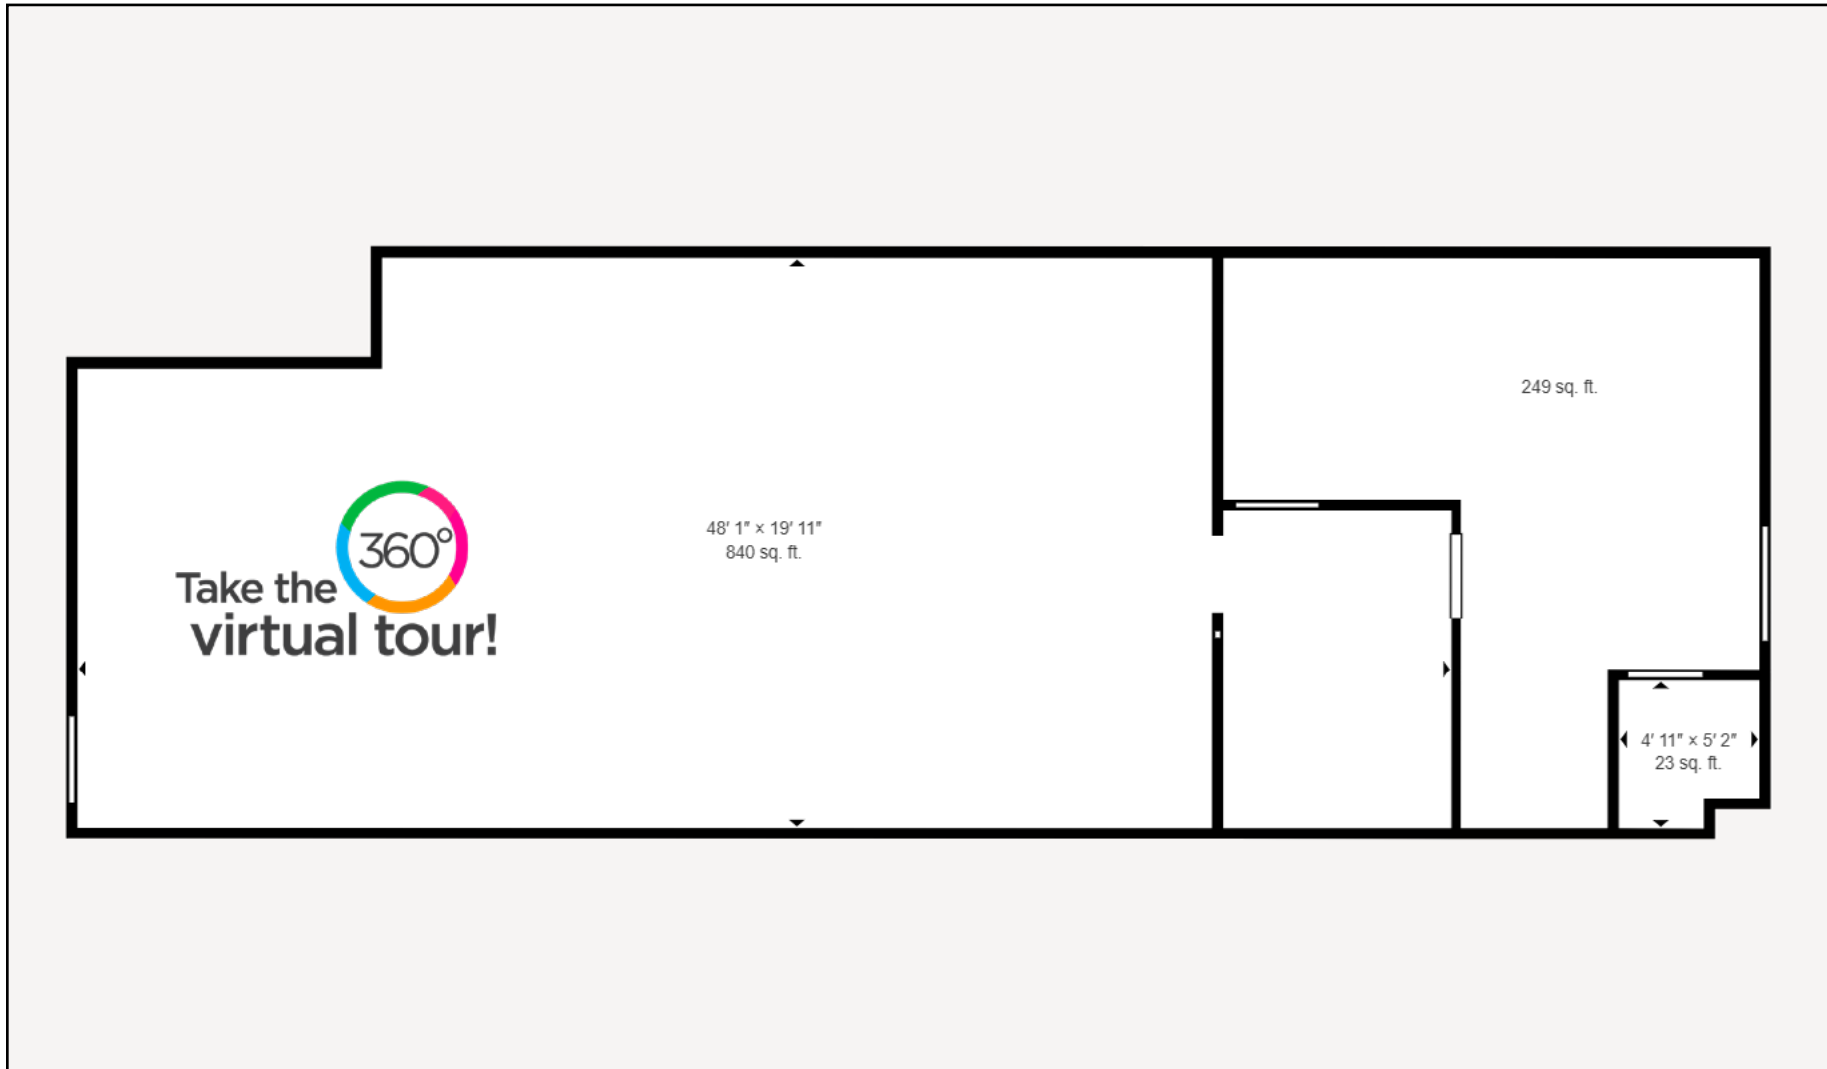 249 sq. ft.
48' 1" × 19' 11"
840 sq. ft.
360°
Take the
virtual tour!
4' 11" × 5' 2"
23 sq. ft.